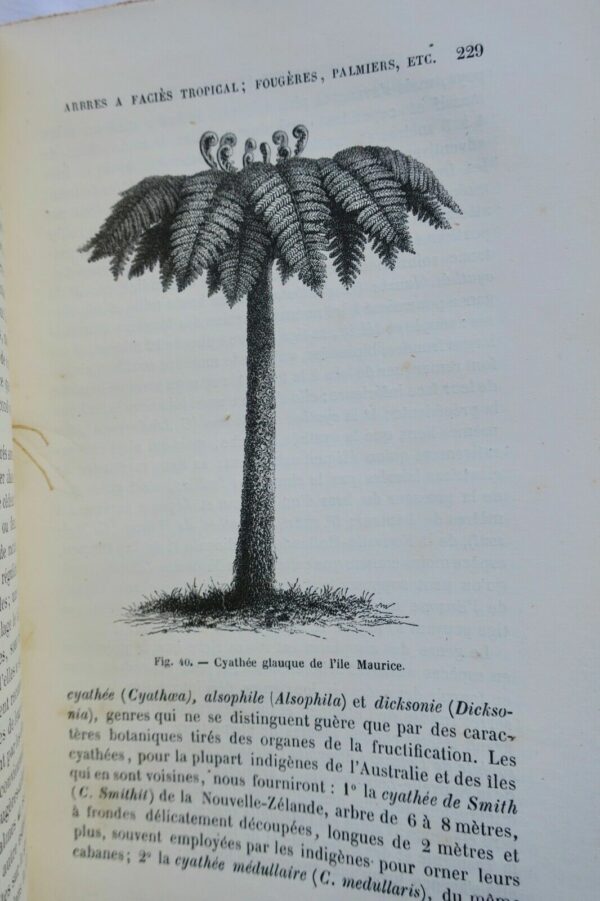 ARBRES A FACIÈS TROPICAL; FOUGÈRES, PALMIERS, ETC. 229
Fig. 40. — Cyathée glauque de l'île Maurice.
cyathée (Cyathœa), alsophile (Alsophila) et dicksonie (Dickso-
nia), genres qui ne se distinguent guère que par des carac-
tères botaniques tirés des organes de la fructification. Les
cyathées, pour la plupart indigènes de l'Australie et des îles
qui en sont voisines, nous fourniront : 1° la cyathée de Smith
(C. Smithii) de la Nouvelle-Zélande, arbre de 6 à 8 mètres,
à frondes délicatement découpées, longues de 2 mètres et
plus, souvent employées par les indigènes pour orner leurs
cabanes; 2° la cyathée médullaire (C. medullaris), du même